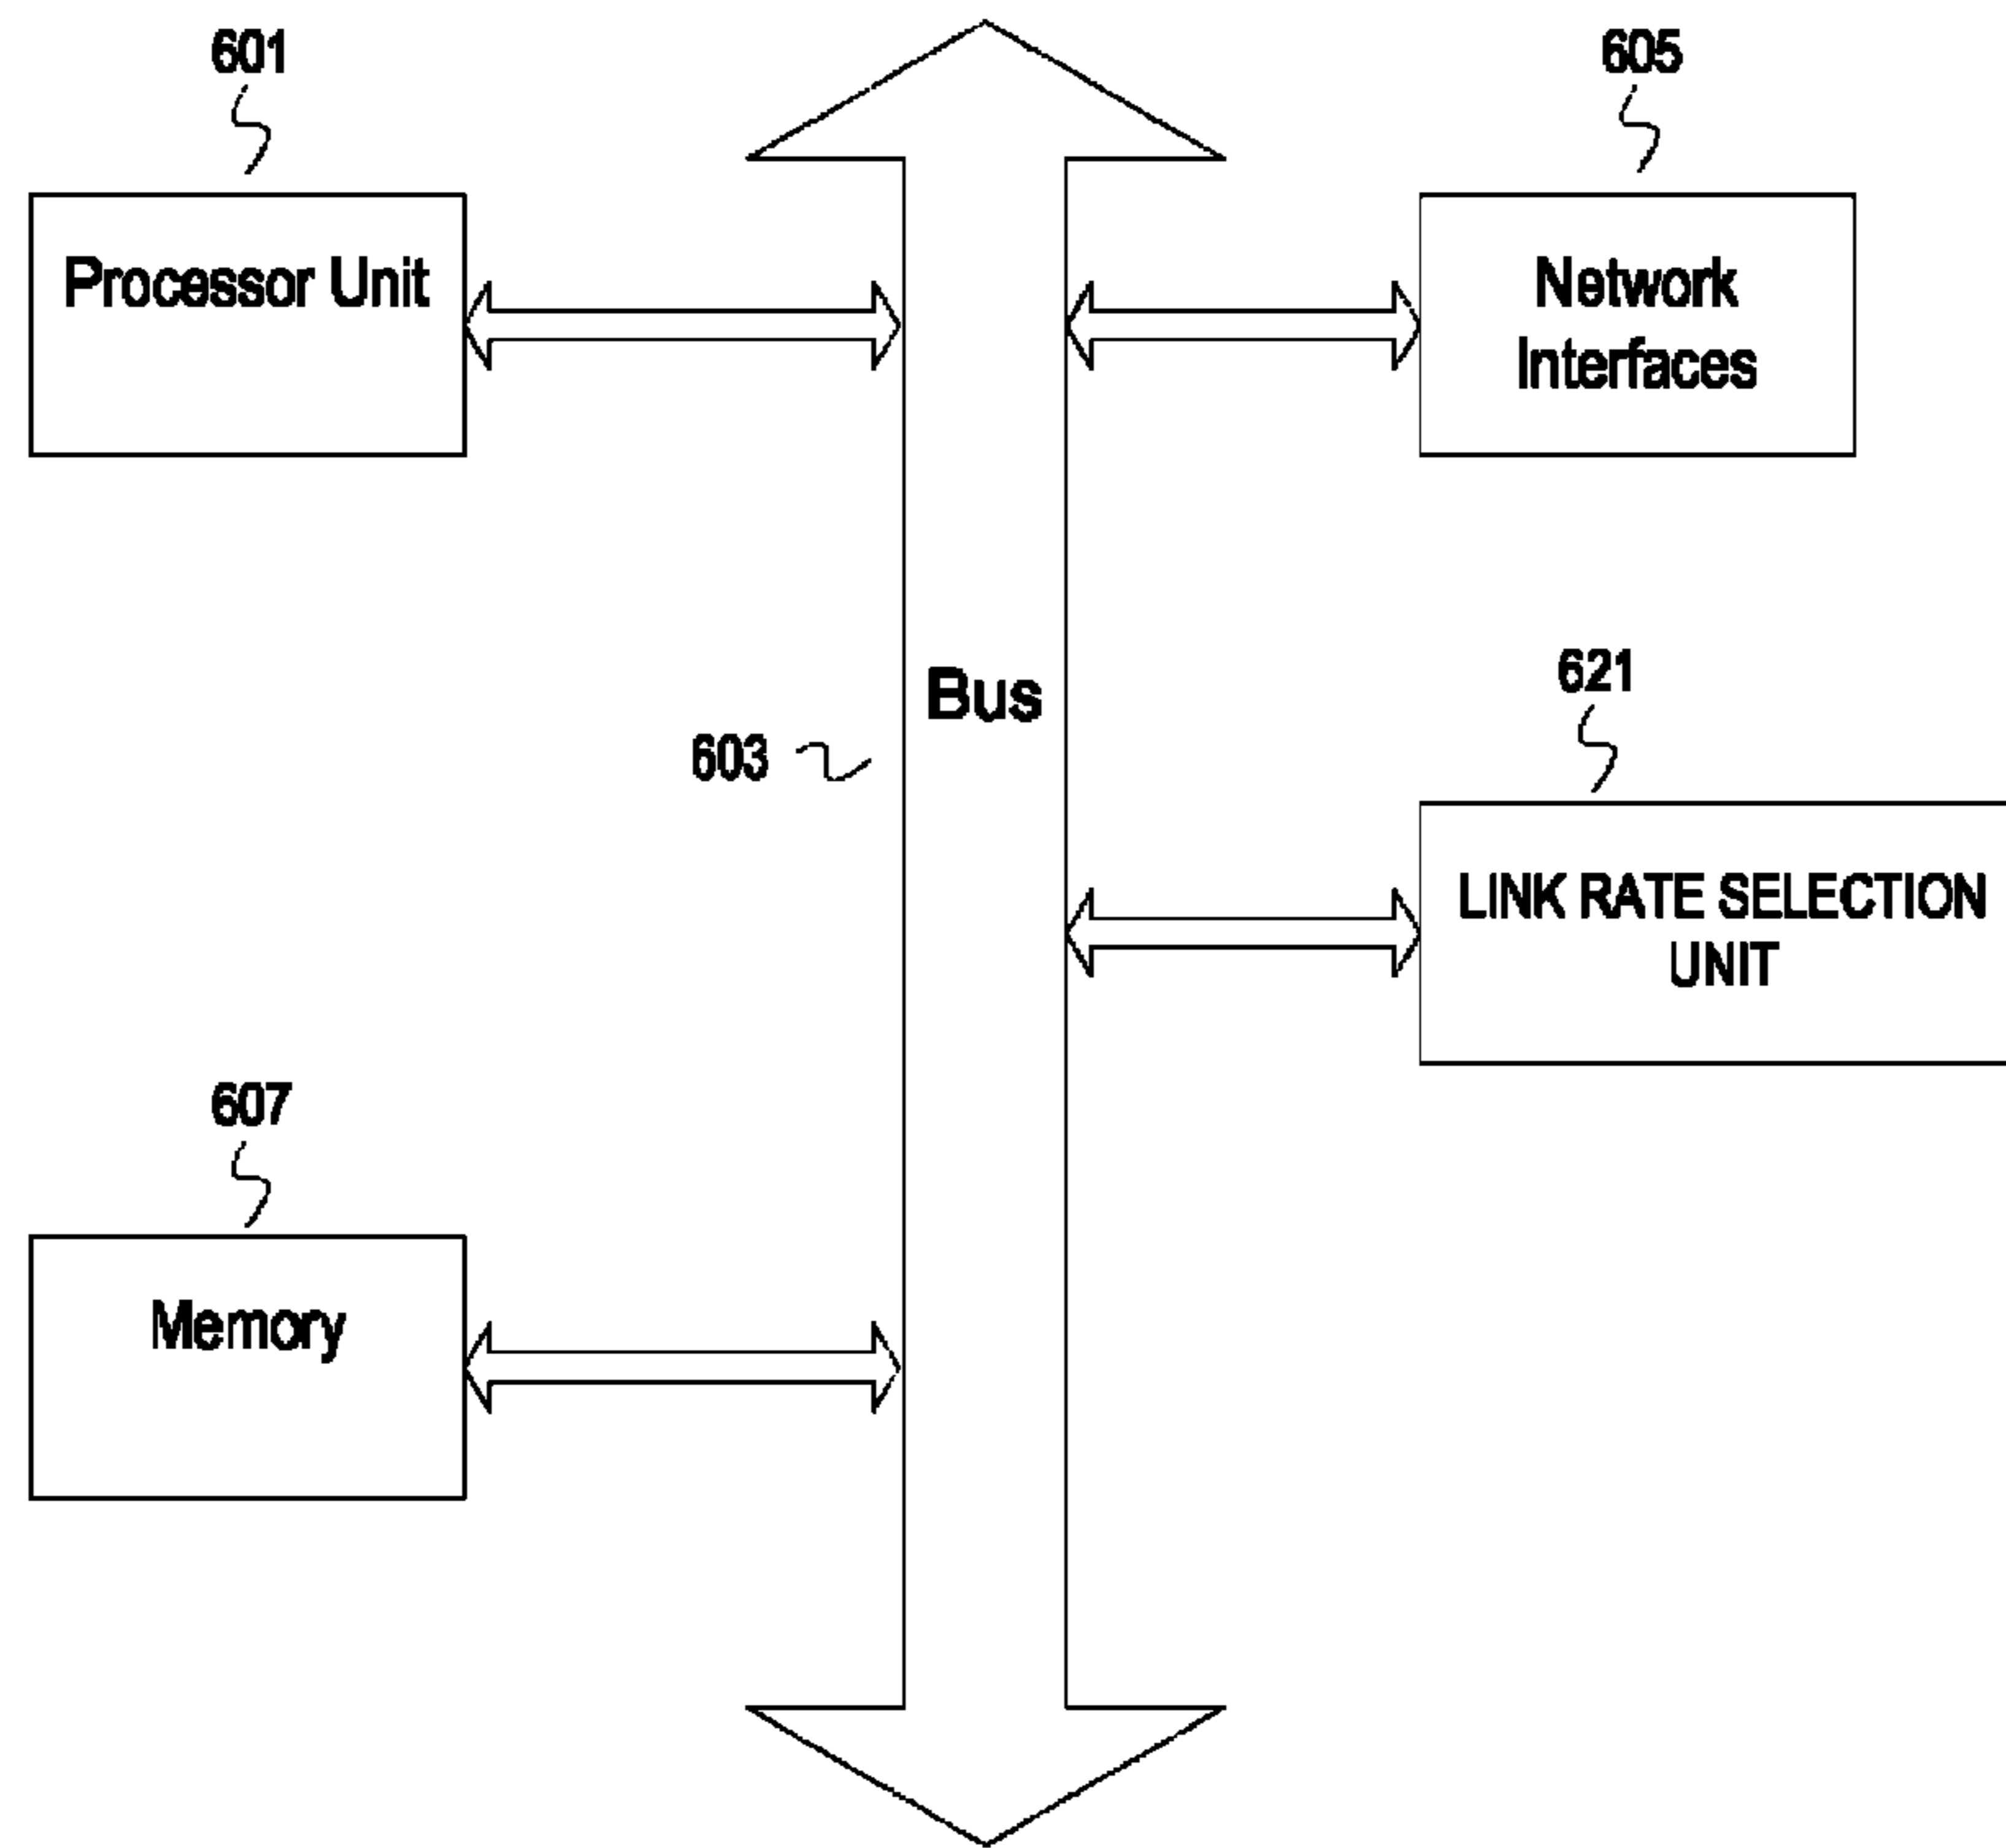 601
605
Processor Unit
Network
Interfaces
Bus
603
621
LINK RATE SELECTION
UNIT
607
Memory